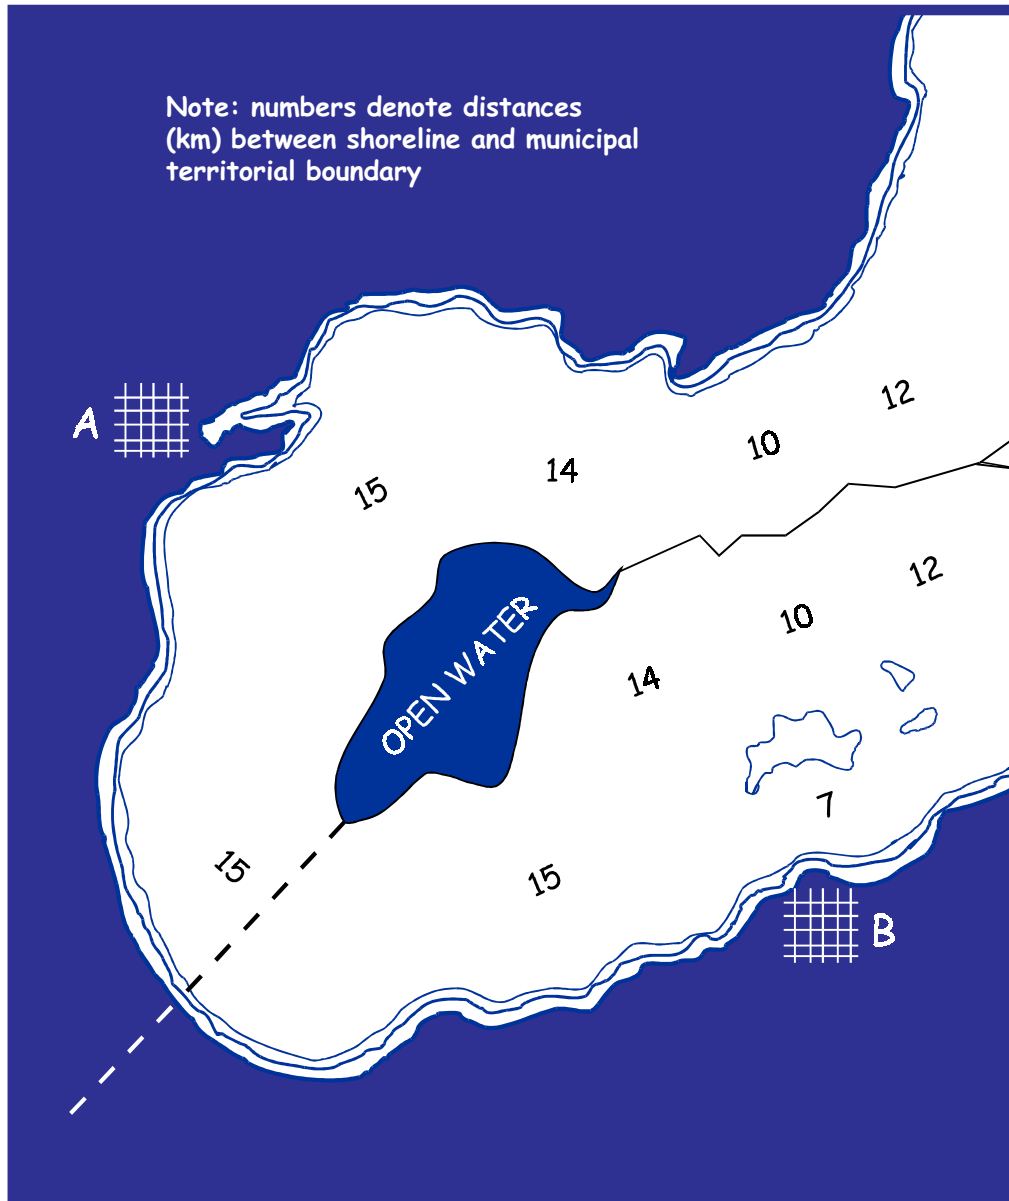 Note: numbers denote distances
(km) between shoreline and municipal
territorial boundary
A
12
10
14
15
12
OPEN WATER
10
14
7
15
15
B